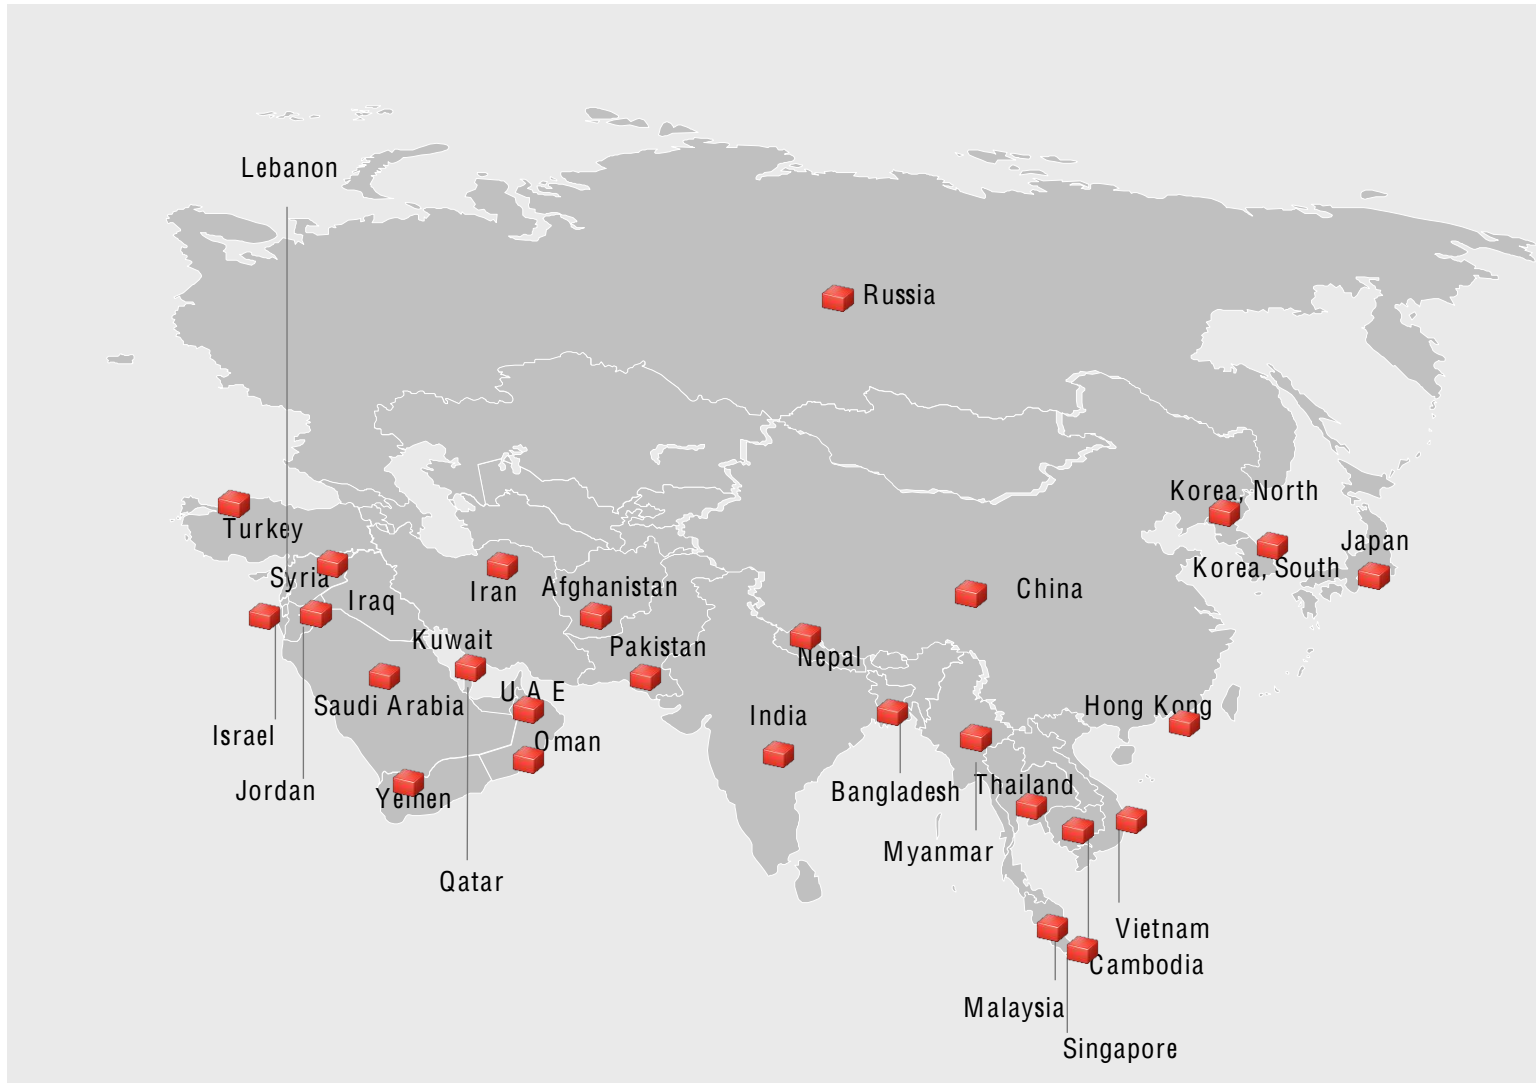 Lebanon
Russia
Korea, North
Turkey
Japan
Korea, South
Syria
Iran
Afghanistan
China
Iraq
Kuwait
Pakistan
Nepal
U A E
Saudi Arabia
Hong Kong
India
Israel
Oman
Jordan
Yemen
Bangladesh
Thailand
Myanmar
Qatar
Vietnam
Cambodia
Malaysia
Singapore